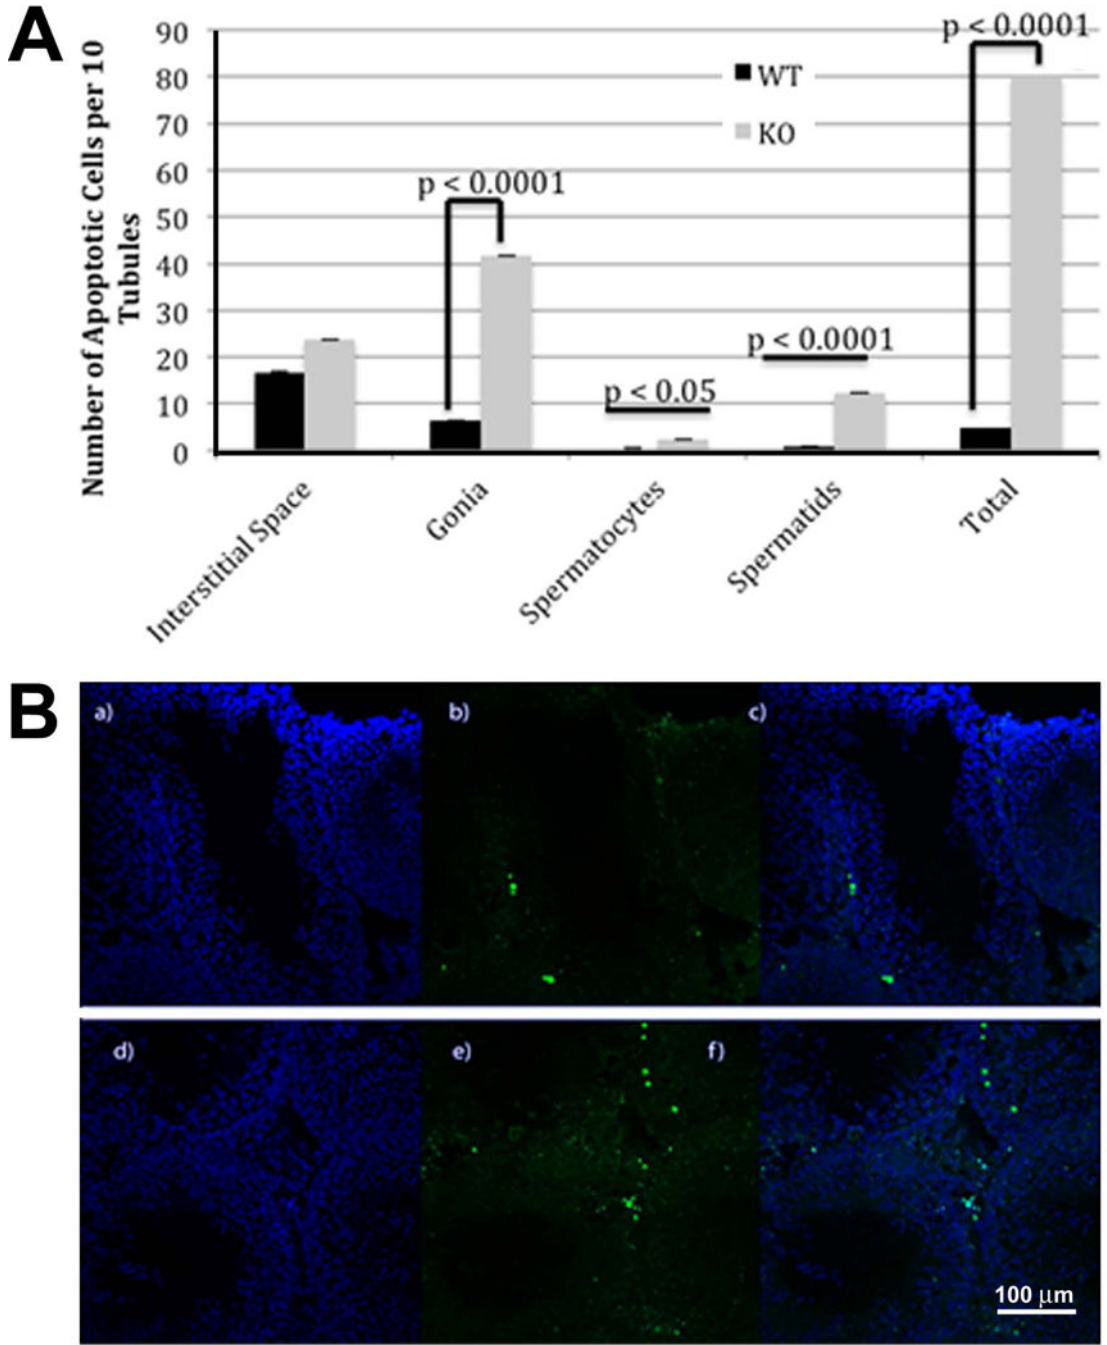 A
Number of Apoptotic Cells per 10
Tubules
90
80
70
60
50
40
30
20
10
0
WT
KO
p < 0.0001
p < 0.05
p < 0.0001
p < 0.0001
Interstitial Space
Gonia
Spermatocytes
Spermatids
Total
B
a)
b)
c)
d)
e)
f)
100 µm